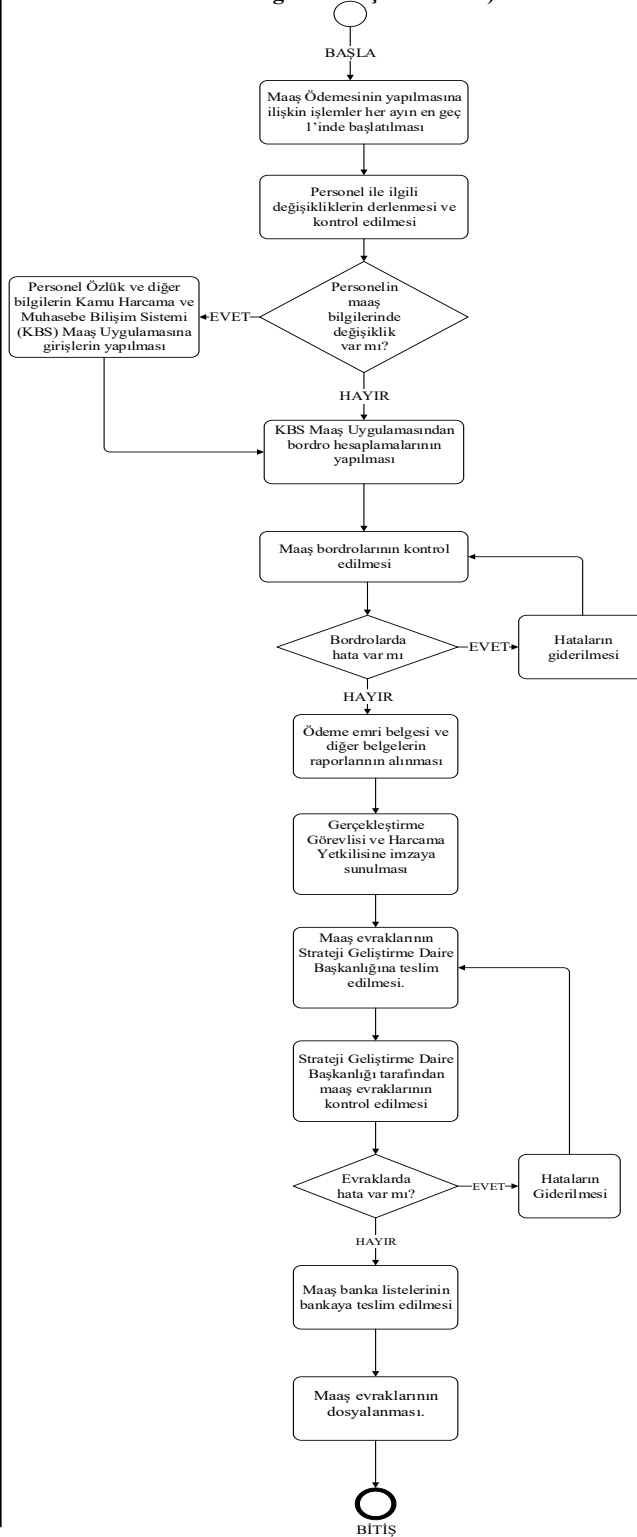 BAŞLA
Maaş Ödemesinin yapılmasına
ilişkin işlemler her ayın en geç
1’inde başlatılması
Personel ile ilgili
değişikliklerin derlenmesi ve
kontrol edilmesi
Personelin
maaş
bilgilerinde
değişiklik
var mı?
EVET
Personel Özlük ve diğer
bilgilerin Kamu Harcama ve
Muhasebe Bilişim Sistemi
(KBS) Maaş Uygulamasına
girişlerin yapılması
HAYIR
KBS Maaş Uygulamasından
bordro hesaplamalarının
yapılması
Maaş bordrolarının kontrol
edilmesi
Bordrolarda
hata var mı
EVET
Hataların
giderilmesi
HAYIR
Ödeme emri belgesi ve
diğer belgelerin
raporlarının alınması
Gerçekleştirme
Görevlisi ve Harcama
Yetkilisine imzaya
sunulması
Maaş evraklarının
Strateji Geliştirme Daire
Başkanlığına teslim
edilmesi.
Strateji Geliştirme Daire
Başkanlığı tarafından
maaş evraklarının
kontrol edilmesi
Evraklarda
hata var mı?
EVET
Hataların
Giderilmesi
HAYIR
Maaş banka listelerinin
bankaya teslim edilmesi
Maaş evraklarının
dosyalanması.
BİTİŞ